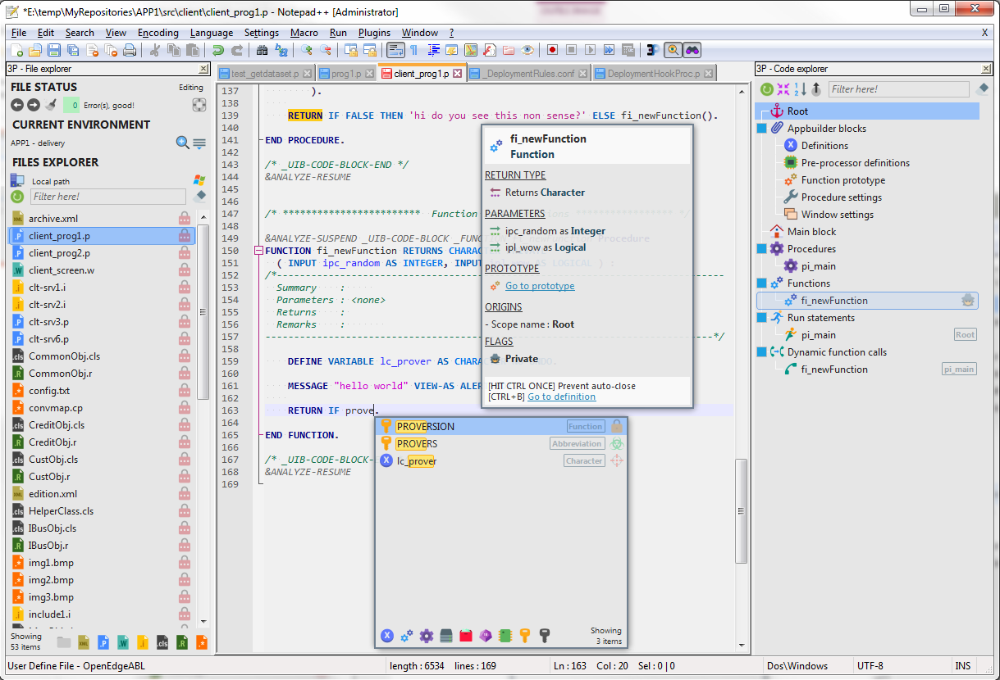 *E:\temp\MyRepositories\APP1\src\client\client_prog1.p - Notepad++ [Administrator]
File Edit Search View Encoding Language Settings Macro Run Plugins Window ? X
3P - File explorer
FILE STATUS Editing
0 Error(s), good!
CURRENT ENVIRONMENT
APP1 - delivery
FILES EXPLORER
Local path
Filter here!
archive.xml
client_prog1.p
client_prog2.p
client_screen.w
clt-srv1.i
clt-srv2.i
clt-srv3.p
clt-srv6.p
CommonObj.cls
CommonObj.r
config.txt
convmap.cp
CreditObj.cls
CreditObj.r
CustObj.cls
CustObj.r
edition.xml
HelperClass.cls
IBusObj.cls
IBusObj.r
img1.bmp
img2.bmp
img3.bmp
include1.i
Showing
53 items
test_getdataset.p prog1.p client_prog1.p _DeploymentRules.conf DeploymentHookProc.p
137 ).
138
139 RETURN IF FALSE THEN 'hi do you see this non sense?' ELSE fi_newFunction().
140
141 END PROCEDURE.
142
143 /* _UIB-CODE-BLOCK-END */
144 &ANALYZE-RESUME
145
146
147 /* ************************ Function ***************** */
148
149 &ANALYZE-SUSPEND _UIB-CODE-BLOCK _FUNC Procedure
150 FUNCTION fi_newFunction RETURNS CHARAC
151 ( INPUT ipc_random AS INTEGER, INPUT AS LOGICAL ) :
152 /*------------------------------------------------------------------------------
153 Summary :
154 Parameters : <none>
155 Returns :
156 Remarks :
157 ------------------------------------------------------------------------------*/
158
159 DEFINE VARIABLE lc_prover AS CHARAC NDO.
160
161 MESSAGE "hello world" VIEW-AS ALER
162
163 RETURN IF prove.
164
165 END FUNCTION.
166
167 /* _UIB-CODE-BLOCK-
168 &ANALYZE-RESUME
169
fi_newFunction
Function
RETURN TYPE
Returns Character
PARAMETERS
ipc_random as Integer
ipl_wow as Logical
PROTOTYPE
Go to prototype
ORIGINS
- Scope name : Root
FLAGS
Private
[HIT CTRL ONCE] Prevent auto-close
[CTRL+B] Go to definition
PROVERSION Function
PROVERS Abbreviation
lc_prover Character
Showing
3 items
3P - Code explorer
Filter here!
Root
Appbuilder blocks
Definitions
Pre-processor definitions
Function prototype
Procedure settings
Window settings
Main block
Procedures
pi_main
Functions
fi_newFunction
Run statements
pi_main Root
Dynamic function calls
fi_newFunction pi_main
User Define File - OpenEdgeABL length : 6534 lines : 169 Ln : 163 Col : 20 Sel : 0 | 0 Dos\Windows UTF-8 INS